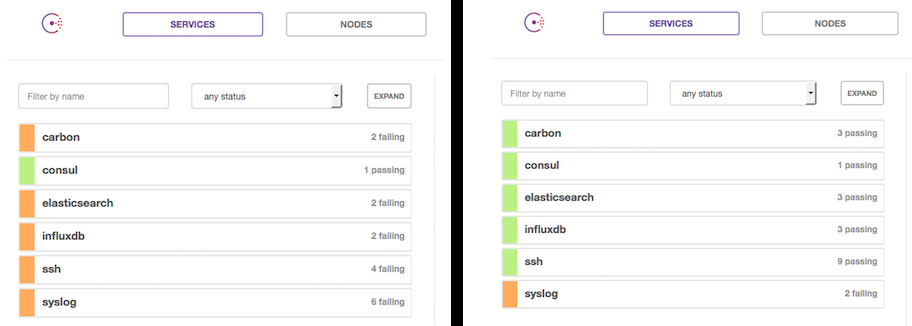 SERVICES
NODES
Filter by name
any status
EXPAND
carbon 2 failing
consul 1 passing
elasticsearch 2 failing
influxdb 2 failing
ssh 4 failing
syslog 6 failing
SERVICES
NODES
Filter by name
any status
EXPAND
carbon 3 passing
consul 1 passing
elasticsearch 3 passing
influxdb 3 passing
ssh 9 passing
syslog 2 failing